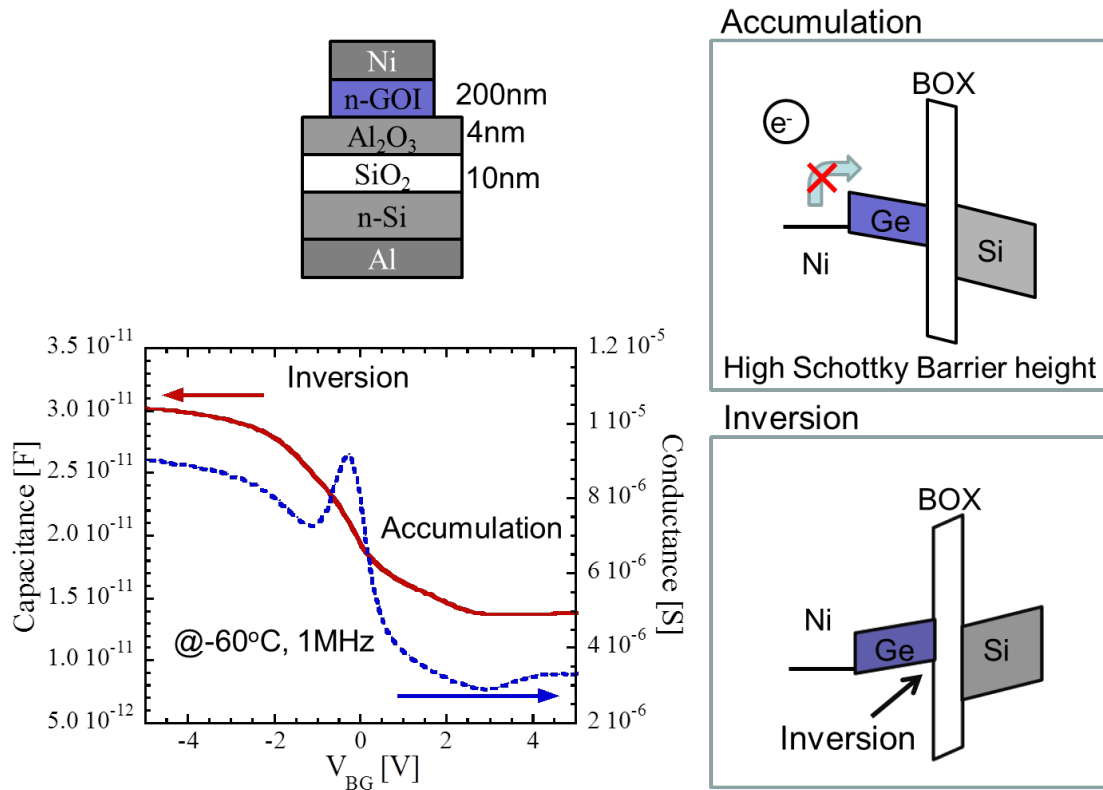 Ni
n-GOI
200nm
Al₂O₃
4nm
SiO₂
10nm
n-Si
Al
Accumulation
BOX
e⁻
Ge
Si
Ni
High Schottky Barrier height
Inversion
BOX
Ni
Ge
Si
Inversion
3.5 10⁻¹¹
3.0 10⁻¹¹
2.5 10⁻¹¹
2.0 10⁻¹¹
1.5 10⁻¹¹
1.0 10⁻¹¹
5.0 10⁻¹²
Capacitance [F]
Inversion
Accumulation
@-60°C, 1MHz
1.2 10⁻⁵
1 10⁻⁵
8 10⁻⁶
6 10⁻⁶
4 10⁻⁶
2 10⁻⁶
Conductance [S]
-4 -2 0 2 4
V_BG [V]